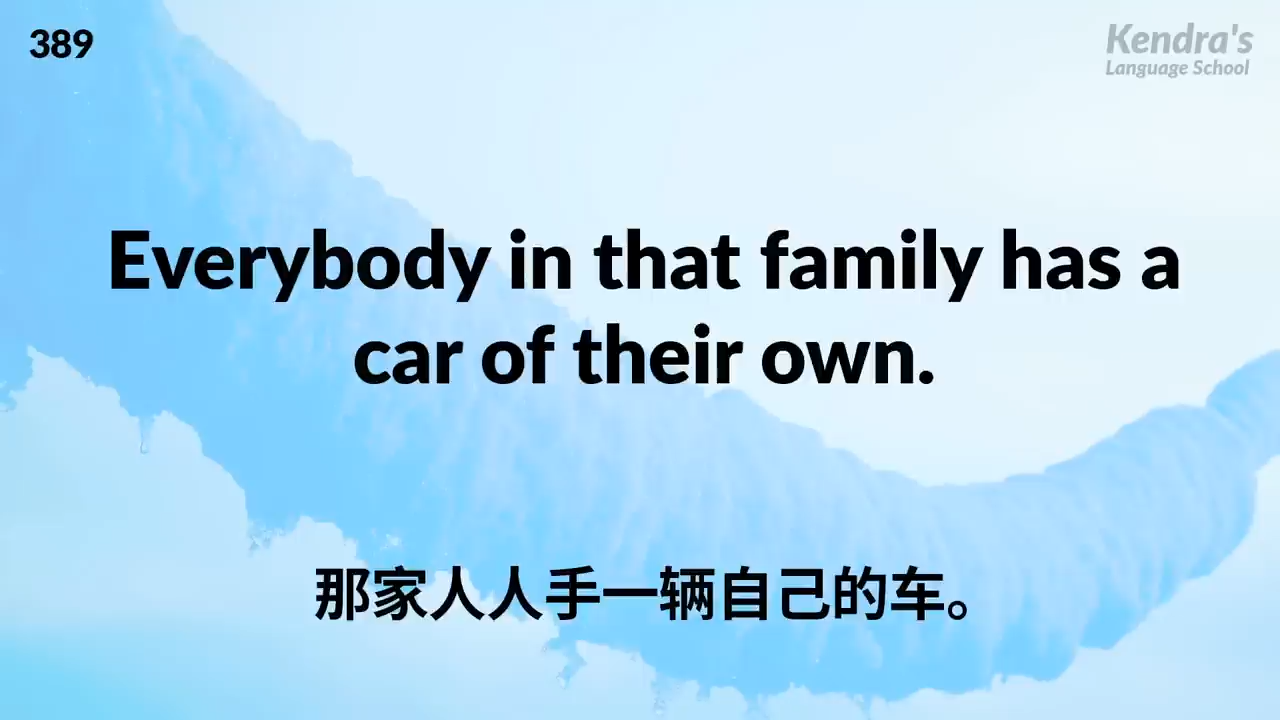 389
Kendra's
Language School
Everybody in that family has a
car of their own.
那家人人手一辆自己的车。